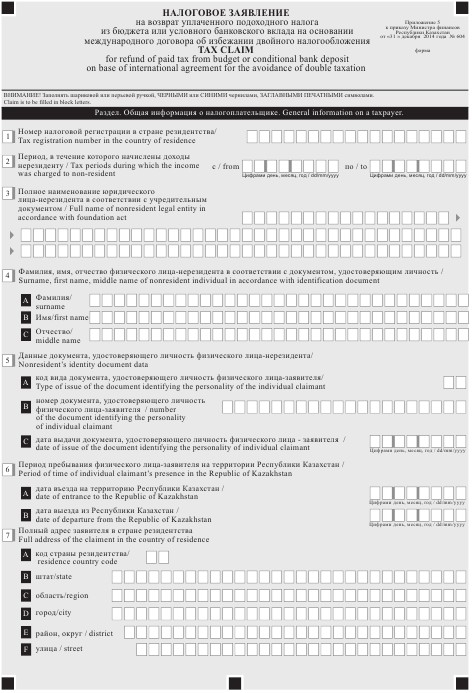 НАЛОГОВОЕ ЗАЯВЛЕНИЕ
на возврат уплаченного подоходного налога
из бюджета или условного банковского вклада на основании
международного договора об избежании двойного налогообложения
TAX CLAIM
for refund of paid tax from budget or conditional bank deposit
on base of international agreement for the avoidance of double taxation
Приложение 5
к приказу Министра финансов
Республики Казахстан
от «31 » декабря 2014 года № 604
форма
ВНИМАНИЕ! Заполнять шариковой или перьевой ручкой, ЧЕРНЫМИ или СИНИМИ чернилами, ЗАГЛАВНЫМИ ПЕЧАТНЫМИ символами.
Claim is to be filled in block letters.
Раздел. Общая информация о налогоплательщике. General information on a taxpayer.
1 Номер налоговой регистрации в стране резидентства/
Tax registration number in the country of residence
2 Период, в течение которого начислены доходы
нерезиденту / Tax periods during which the income
was charged to non-resident
с / from
по / to
Цифрами день, месяц, год / dd/mm/yyyy
Цифрами день, месяц, год / dd/mm/yyyy
3 Полное наименование юридического
лица-нерезидента в соответствии с учредительным
документом / Full name of nonresident legal entity in
accordance with foundation act
4 Фамилия, имя, отчество физического лица-нерезидента в соответствии с документом, удостоверяющим личность /
Surname, first name, middle name of nonresident individual in accordance with identification document
A Фамилия/
surname
B Имя/first name
C Отчество/
middle name
5 Данные документа, удостоверяющего личность физического лица-нерезидента/
Nonresident's identity document data
A код вида документа, удостоверяющего личность физического лица-заявителя/
Type of issue of the document identifying the personality of the individual claimant
B номер документа, удостоверяющего личность
физического лица-заявителя / number
of the document identifying the personality
of individual claimant
C дата выдачи документа, удостоверяющего личность физического лица - заявителя /
date of issue of the document identifying the personality of individual claimant
Цифрами день, месяц, год / dd/mm/yyyy
6 Период пребывания физического лица-заявителя на территории Республики Казахстан /
Period of time of individual claimant's presence in the Republic of Kazakhstan
A дата въезда на территорию Республики Казахстан /
date of entrance to the Republic of Kazakhstan
Цифрами день, месяц, год / dd/mm/yyyy
B дата выезда из Республики Казахстан /
date of departure from the Republic of Kazakhstan
Цифрами день, месяц, год / dd/mm/yyyy
7 Полный адрес заявителя в стране резидентства
Full address of the claiment in the country of residence
A код страны резидентства/
residence country code
B штат/state
C область/region
D город/city
E район, округ / district
F улица / street